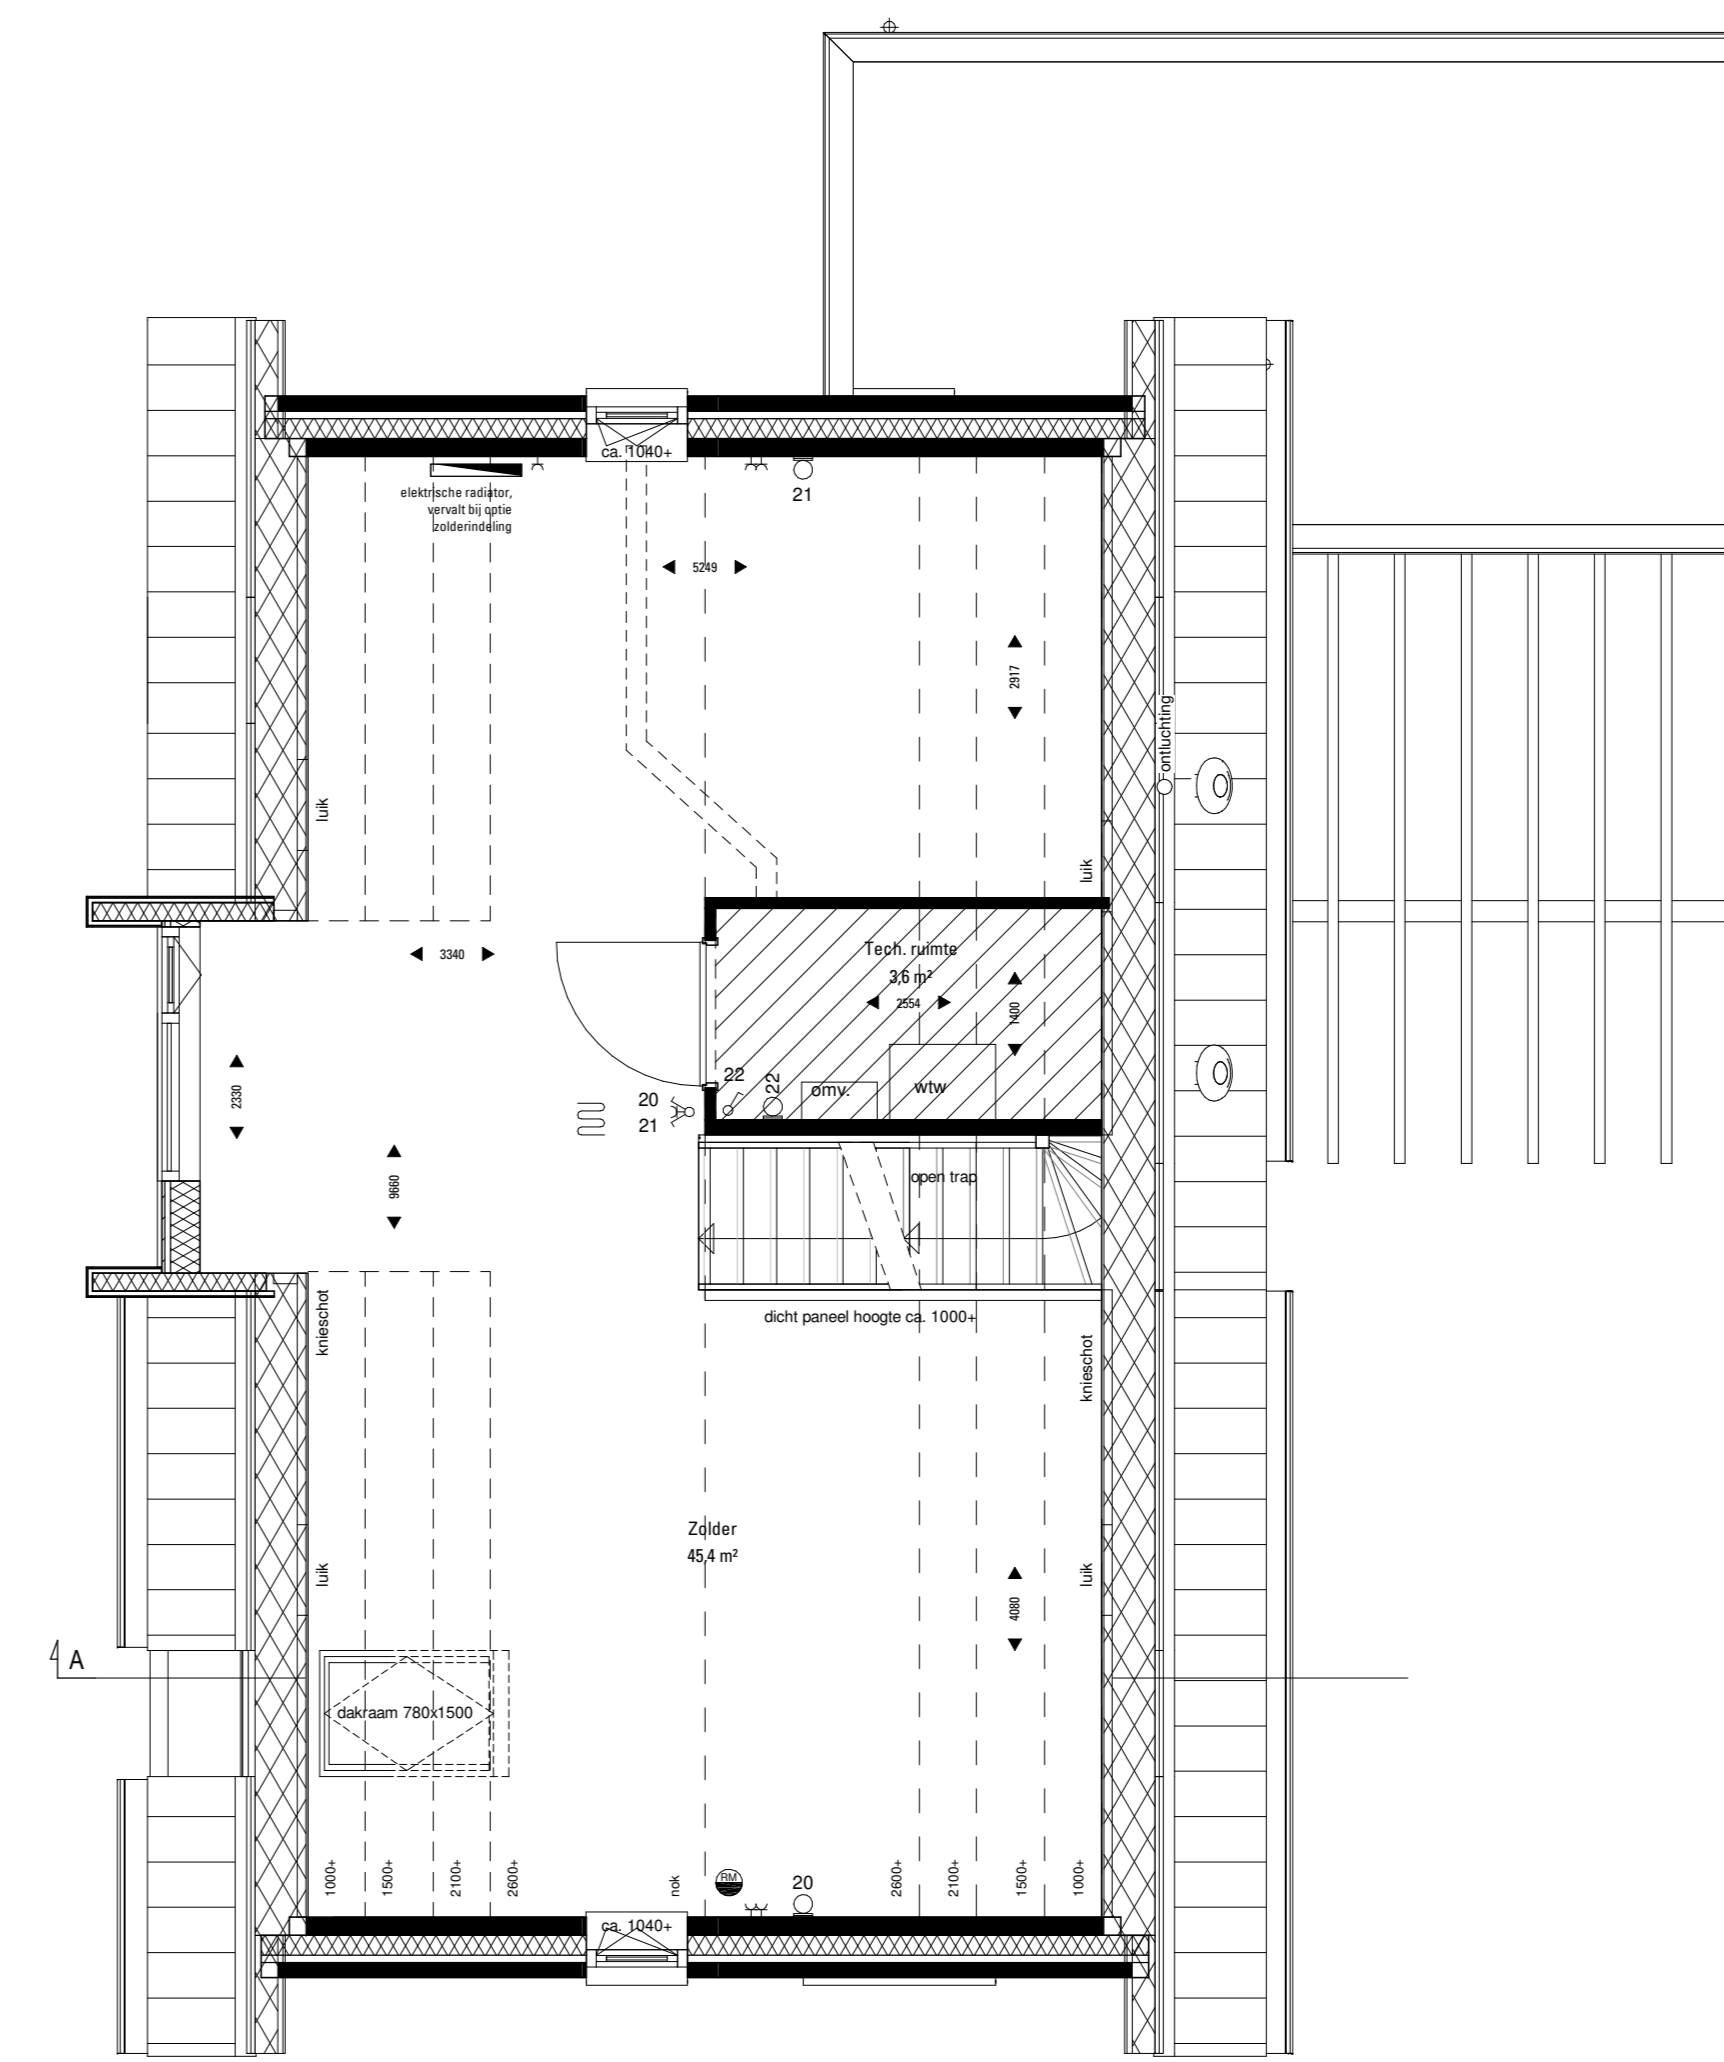 ca. 1040+
elektrische radiator,
vervalt bij optie
zolderindeling
21
5249
2917
ontluchting
luik
luik
3340
Tech. ruimte
3,6 m²
2554
1400
2330
20
21
22
22
omv.
wtw
9660
open trap
dicht paneel hoogte ca. 1000+
knieschot
knieschot
Zolder
45,4 m²
luik
luik
4080
A
dakraam 780x1500
1000+
1500+
2100+
2600+
nok
RM
20
2600+
2100+
1500+
1000+
ca. 1040+